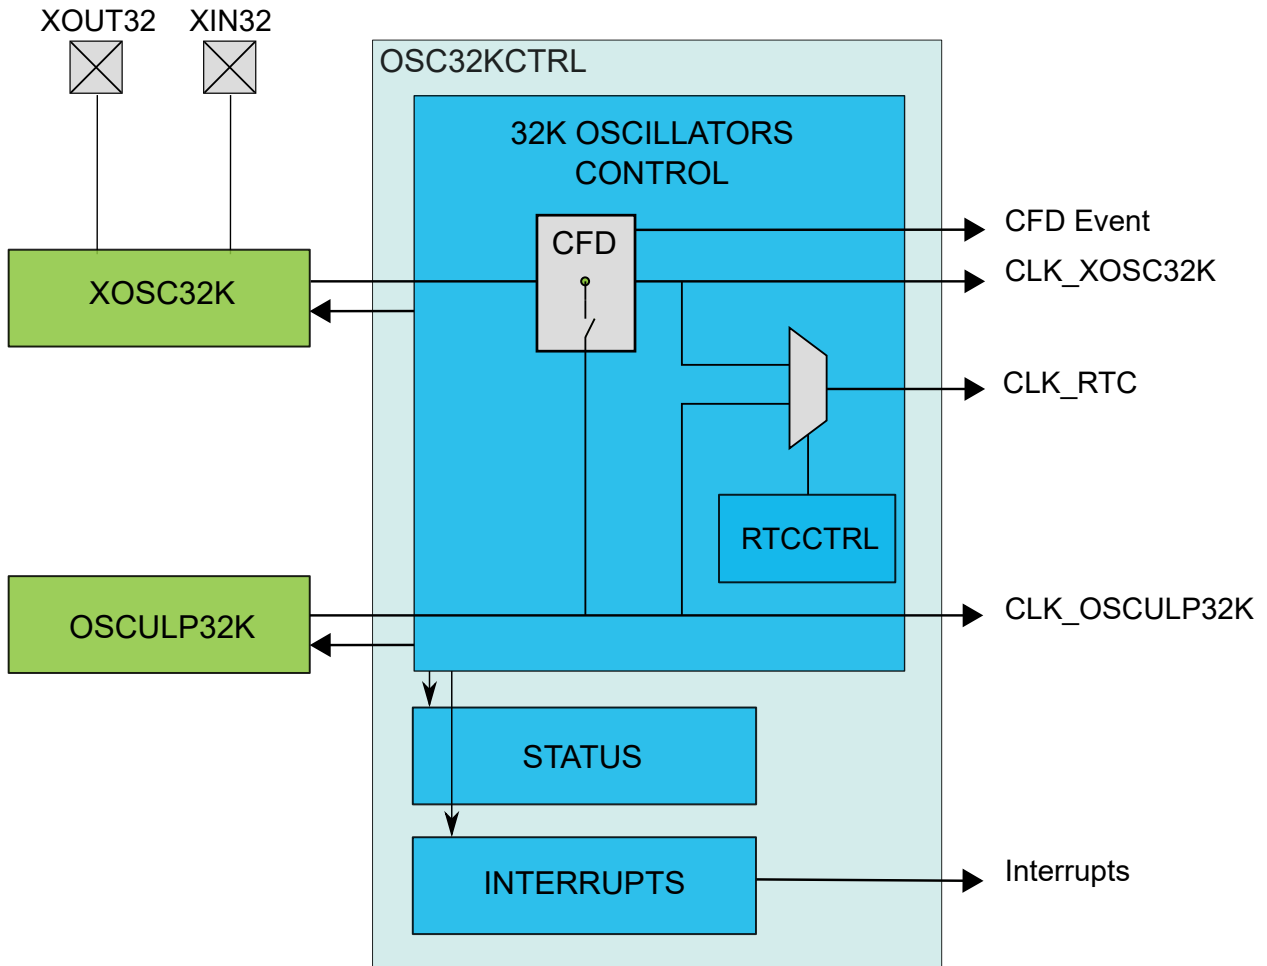 XOUT32 XIN32
OSC32KCTRL
32K OSCILLATORS
CONTROL
CFD Event
CFD
CLK_XOSC32K
XOSC32K
CLK_RTC
RTCCTRL
CLK_OSCULP32K
OSCULP32K
STATUS
Interrupts
INTERRUPTS